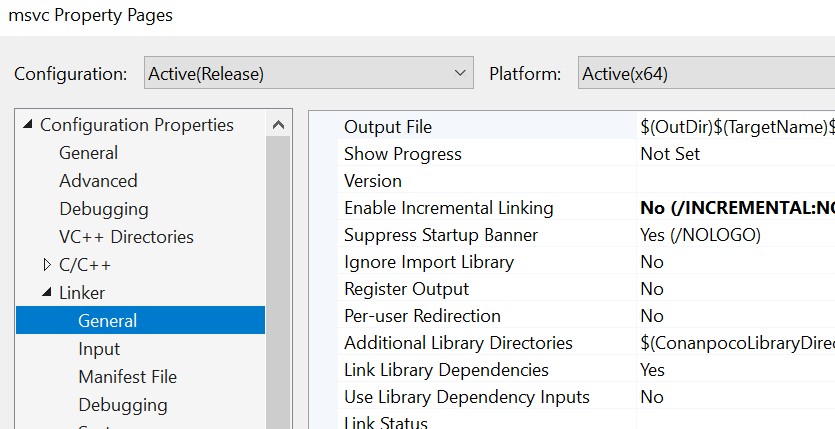 msvc Property Pages
Configuration: Active(Release) Platform: Active(x64)
Configuration Properties
General
Advanced
Debugging
VC++ Directories
C/C++
Linker
General
Input
Manifest File
Debugging
Output File $(OutDir)$(TargetName)$
Show Progress Not Set
Version
Enable Incremental Linking No (/INCREMENTAL:NO
Suppress Startup Banner Yes (/NOLOGO)
Ignore Import Library No
Register Output No
Per-user Redirection No
Additional Library Directories $(ConanpocoLibraryDirec
Link Library Dependencies Yes
Use Library Dependency Inputs No
Link Status